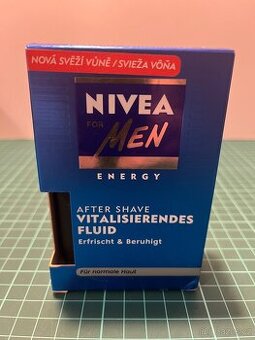 NOVÁ SVĚŽÍ VŮNĚ / SVIEŽA VÔŇA
NIVEA
FOR
MEN
ENERGY
AFTER SHAVE
VITALISIERENDES
FLUID
Erfrischt & Beruhigt
Für normale Haut